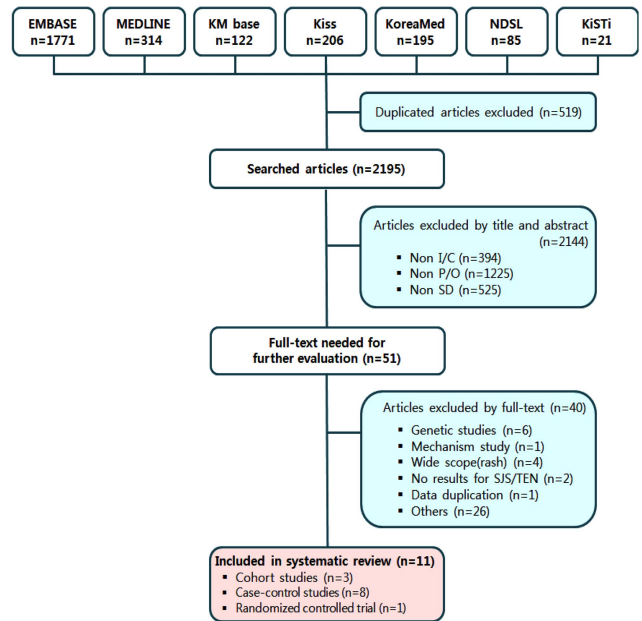 EMBASE
n=1771
MEDLINE
n=314
KM base
n=122
Kiss
n=206
KoreaMed
n=195
NDSL
n=85
KiSTi
n=21
Duplicated articles excluded (n=519)
Searched articles (n=2195)
Articles excluded by title and abstract
(n=2144)
▪ Non I/C (n=394)
▪ Non P/O (n=1225)
▪ Non SD (n=525)
Full-text needed for
further evaluation (n=51)
Articles excluded by full-text (n=40)
▪ Genetic studies (n=6)
▪ Mechanism study (n=1)
▪ Wide scope(rash) (n=4)
▪ No results for SJS/TEN (n=2)
▪ Data duplication (n=1)
▪ Others (n=26)
Included in systematic review (n=11)
▪ Cohort studies (n=3)
▪ Case-control studies (n=8)
▪ Randomized controlled trial (n=1)